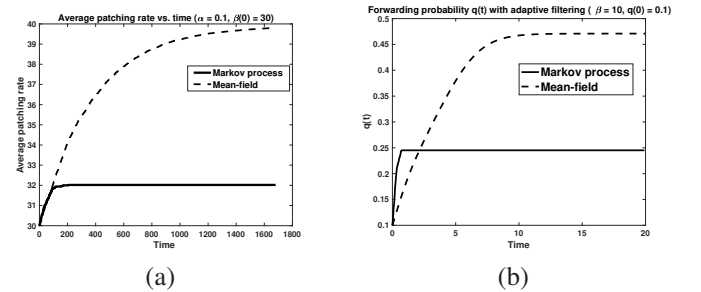 Average patching rate vs. time (α = 0.1, β(0) = 30)
40
39
38
37
36
35
34
33
32
31
30
Average patching rate
Markov process
Mean-field
0 200 400 600 800 1000 1200 1400 1600 1800
Time
(a)
Forwarding probability q(t) with adaptive filtering ( β = 10, q(0) = 0.1)
0.5
0.45
0.4
0.35
0.3
0.25
0.2
0.15
0.1
q(t)
Markov process
Mean-field
0 5 10 15 20
Time
(b)